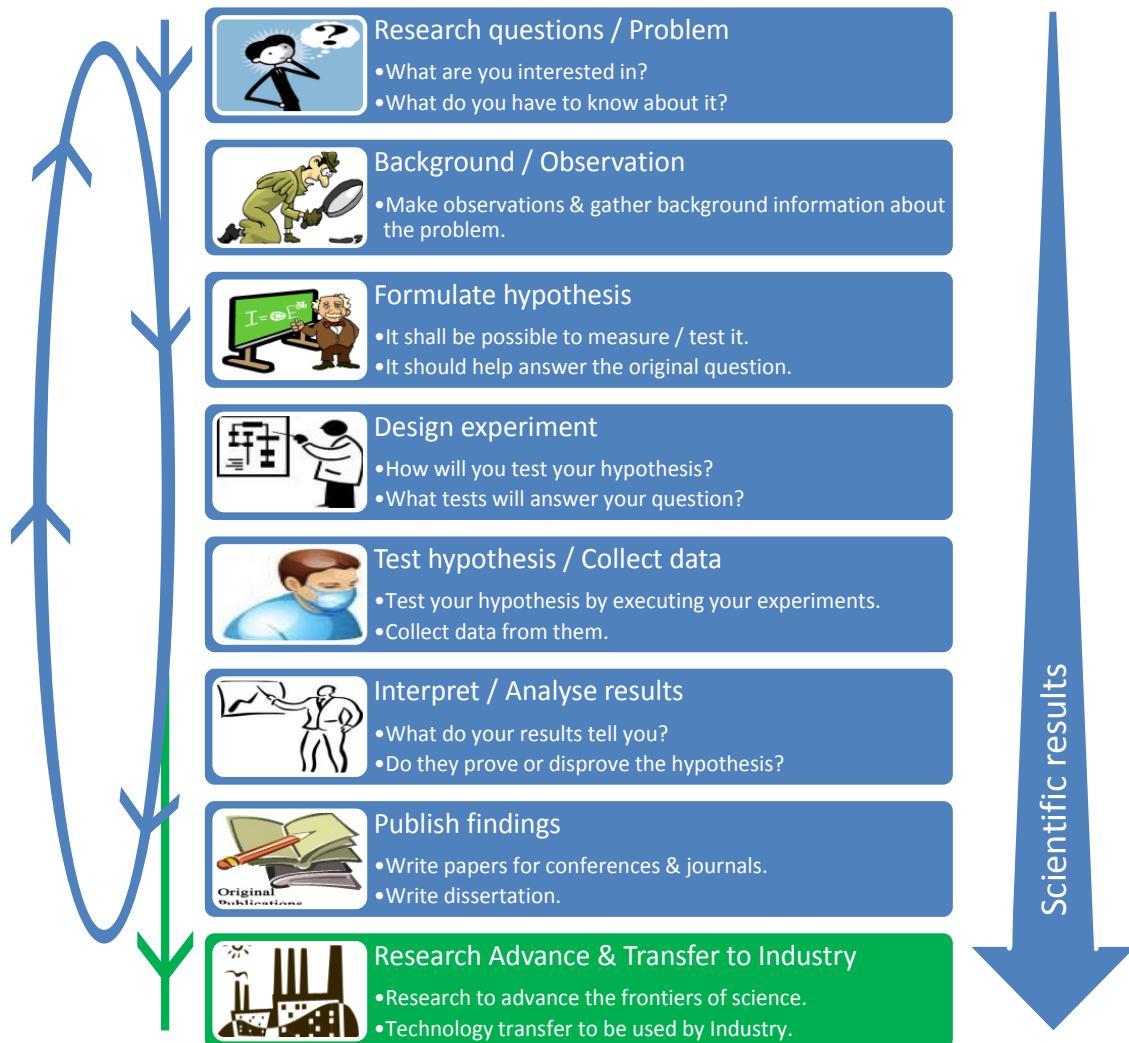 Research questions / Problem
•What are you interested in?
•What do you have to know about it?
Background / Observation
•Make observations & gather background information about
the problem.
Formulate hypothesis
•It shall be possible to measure / test it.
•It should help answer the original question.
Design experiment
•How will you test your hypothesis?
•What tests will answer your question?
Test hypothesis / Collect data
•Test your hypothesis by executing your experiments.
•Collect data from them.
Interpret / Analyse results
•What do your results tell you?
•Do they prove or disprove the hypothesis?
Publish findings
•Write papers for conferences & journals.
•Write dissertation.
Original
Publications
Research Advance & Transfer to Industry
•Research to advance the frontiers of science.
•Technology transfer to be used by Industry.
Scientific results